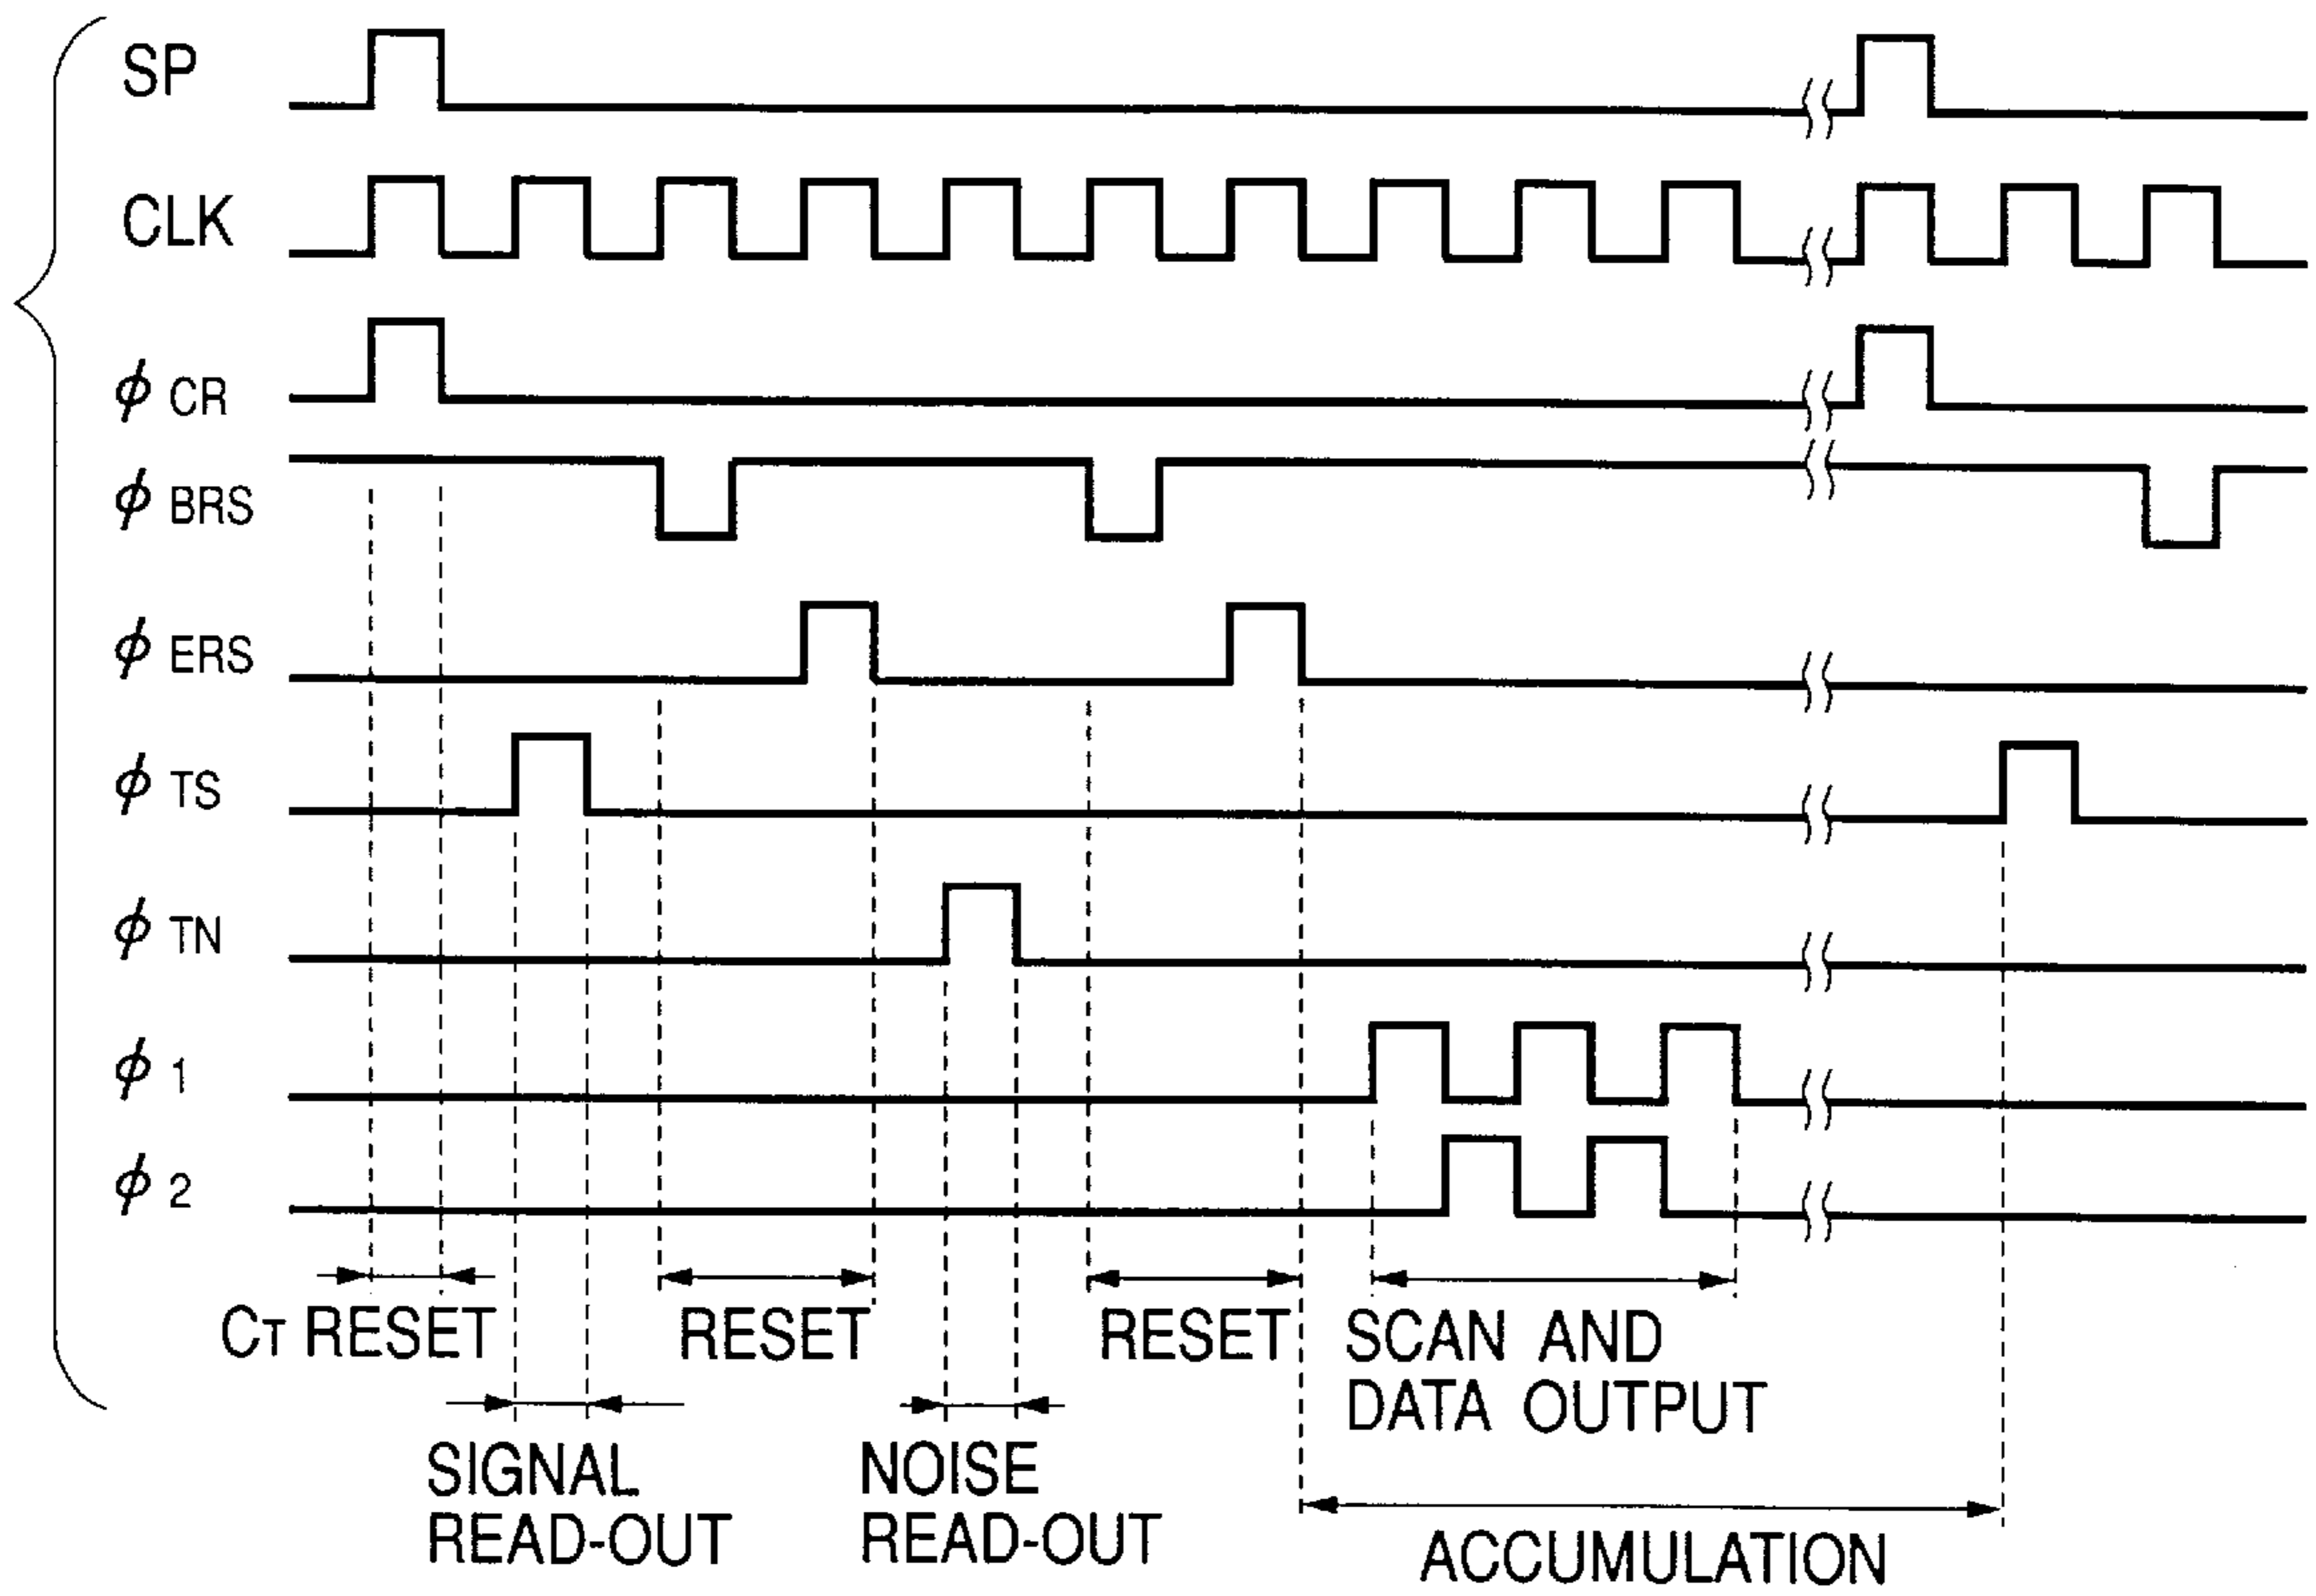 SP
CLK
ϕ CR
ϕ BRS
ϕ ERS
ϕ TS
ϕ TN
ϕ 1
ϕ 2
CT RESET
RESET
RESET
SCAN AND
DATA OUTPUT
SIGNAL
READ-OUT
NOISE
READ-OUT
ACCUMULATION